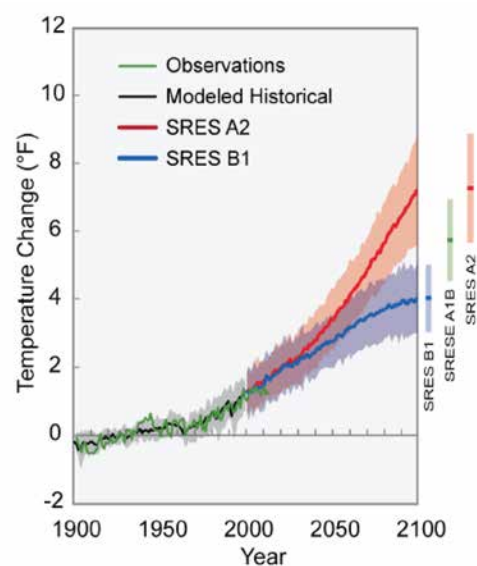 12
10
8
6
4
2
0
-2
Temperature Change (°F)
Observations
Modeled Historical
SRES A2
SRES B1
1900
1950
2000
2050
2100
Year
SRES B1
SRESE A1B
SRES A2